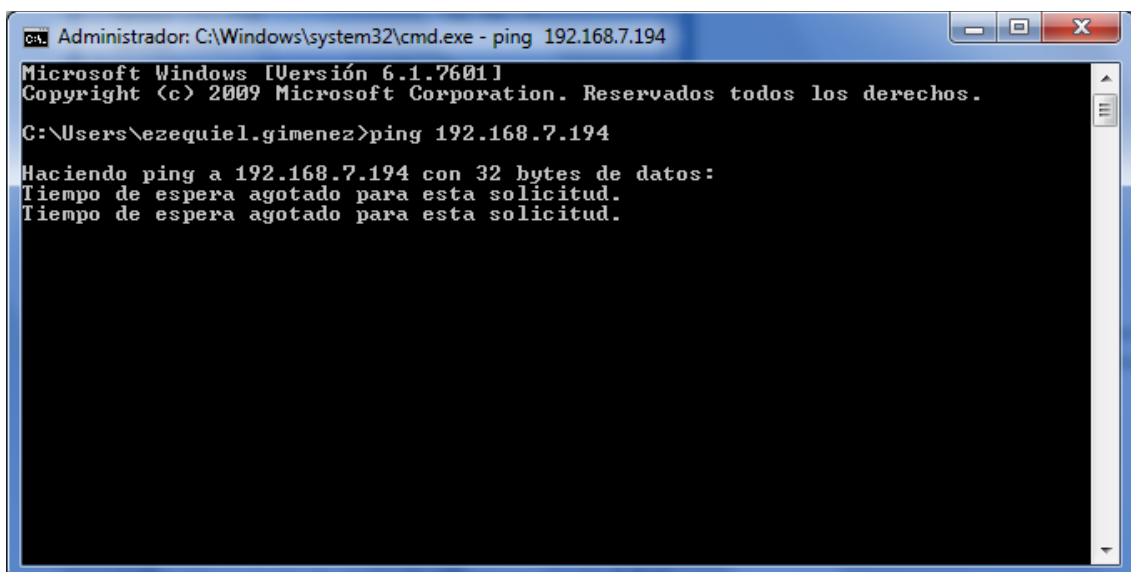 Administrador: C:\Windows\system32\cmd.exe - ping 192.168.7.194
Microsoft Windows [Versión 6.1.7601]
Copyright (c) 2009 Microsoft Corporation. Reservados todos los derechos.
C:\Users\ezequiel.gimenez>ping 192.168.7.194
Haciendo ping a 192.168.7.194 con 32 bytes de datos:
Tiempo de espera agotado para esta solicitud.
Tiempo de espera agotado para esta solicitud.